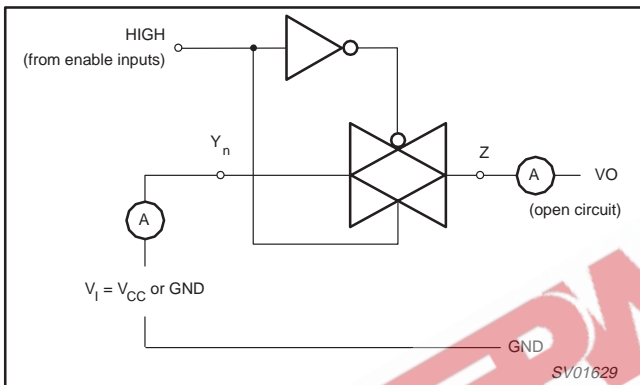 HIGH
(from enable inputs)
Yn
Z
A
VO
(open circuit)
A
VI = VCC or GND
GND
SV01629